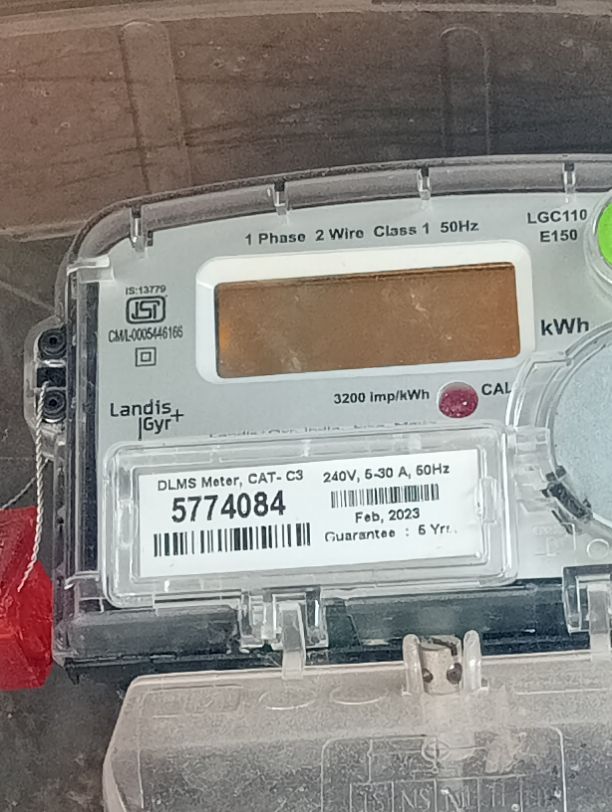 1 Phase 2 Wire Class 1 50Hz
LGC110
E150
IS:13779
ISI
CM/L-0005446166
kWh
3200 imp/kWh
CAL
Landis
Gyr+
DLMS Meter, CAT- C3
5774084
240V, 5-30 A, 50Hz
Feb, 2023
Guarantee : 5 Yrs.